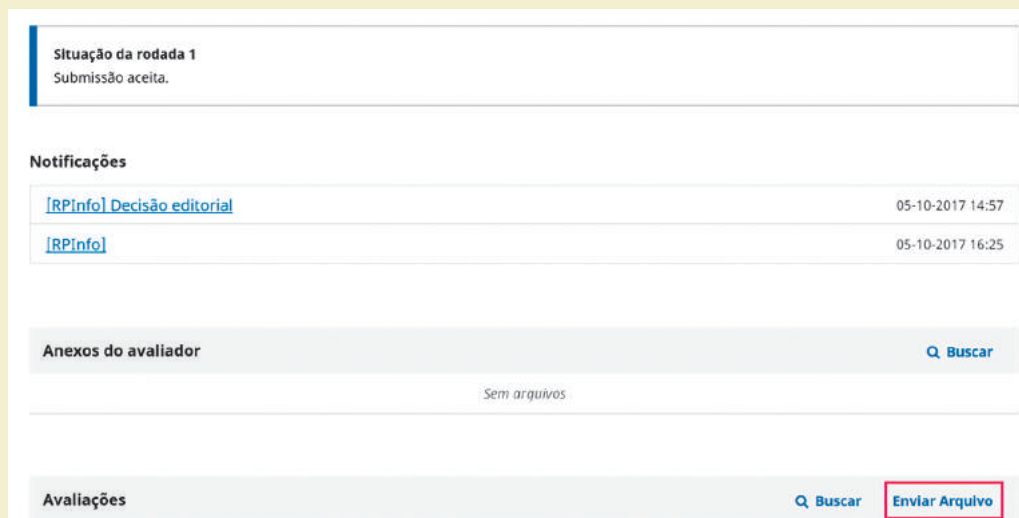 Situação da rodada 1
Submissão aceita.
Notificações
[RPInfo] Decisão editorial 05-10-2017 14:57
[RPInfo] 05-10-2017 16:25
Anexos do avaliador Buscar
Sem arquivos
Avaliações Buscar Enviar Arquivo